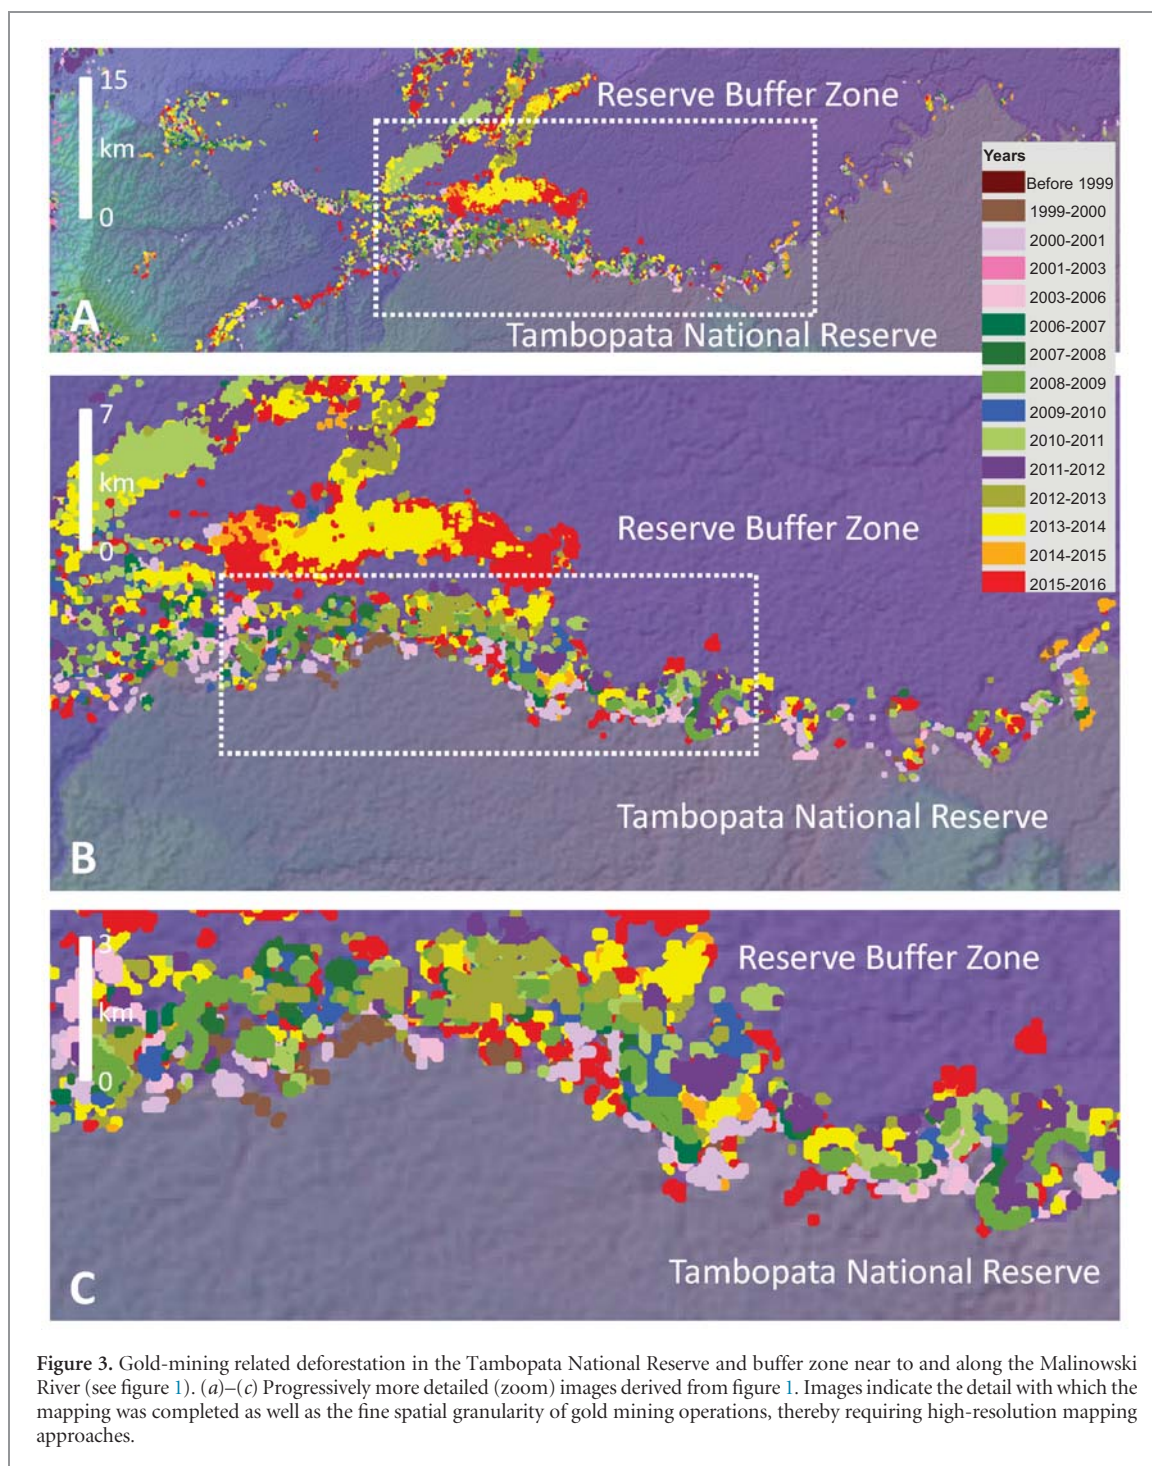 15
km
0
Reserve Buffer Zone
A
Tambopata National Reserve
Years
Before 1999
1999-2000
2000-2001
2001-2003
2003-2006
2006-2007
2007-2008
2008-2009
2009-2010
2010-2011
2011-2012
2012-2013
2013-2014
2014-2015
2015-2016
7
km
0
Reserve Buffer Zone
Tambopata National Reserve
B
3
km
0
Reserve Buffer Zone
Tambopata National Reserve
C
Figure 3. Gold-mining related deforestation in the Tambopata National Reserve and buffer zone near to and along the Malinowski
River (see figure 1). (a)–(c) Progressively more detailed (zoom) images derived from figure 1. Images indicate the detail with which the
mapping was completed as well as the fine spatial granularity of gold mining operations, thereby requiring high-resolution mapping
approaches.